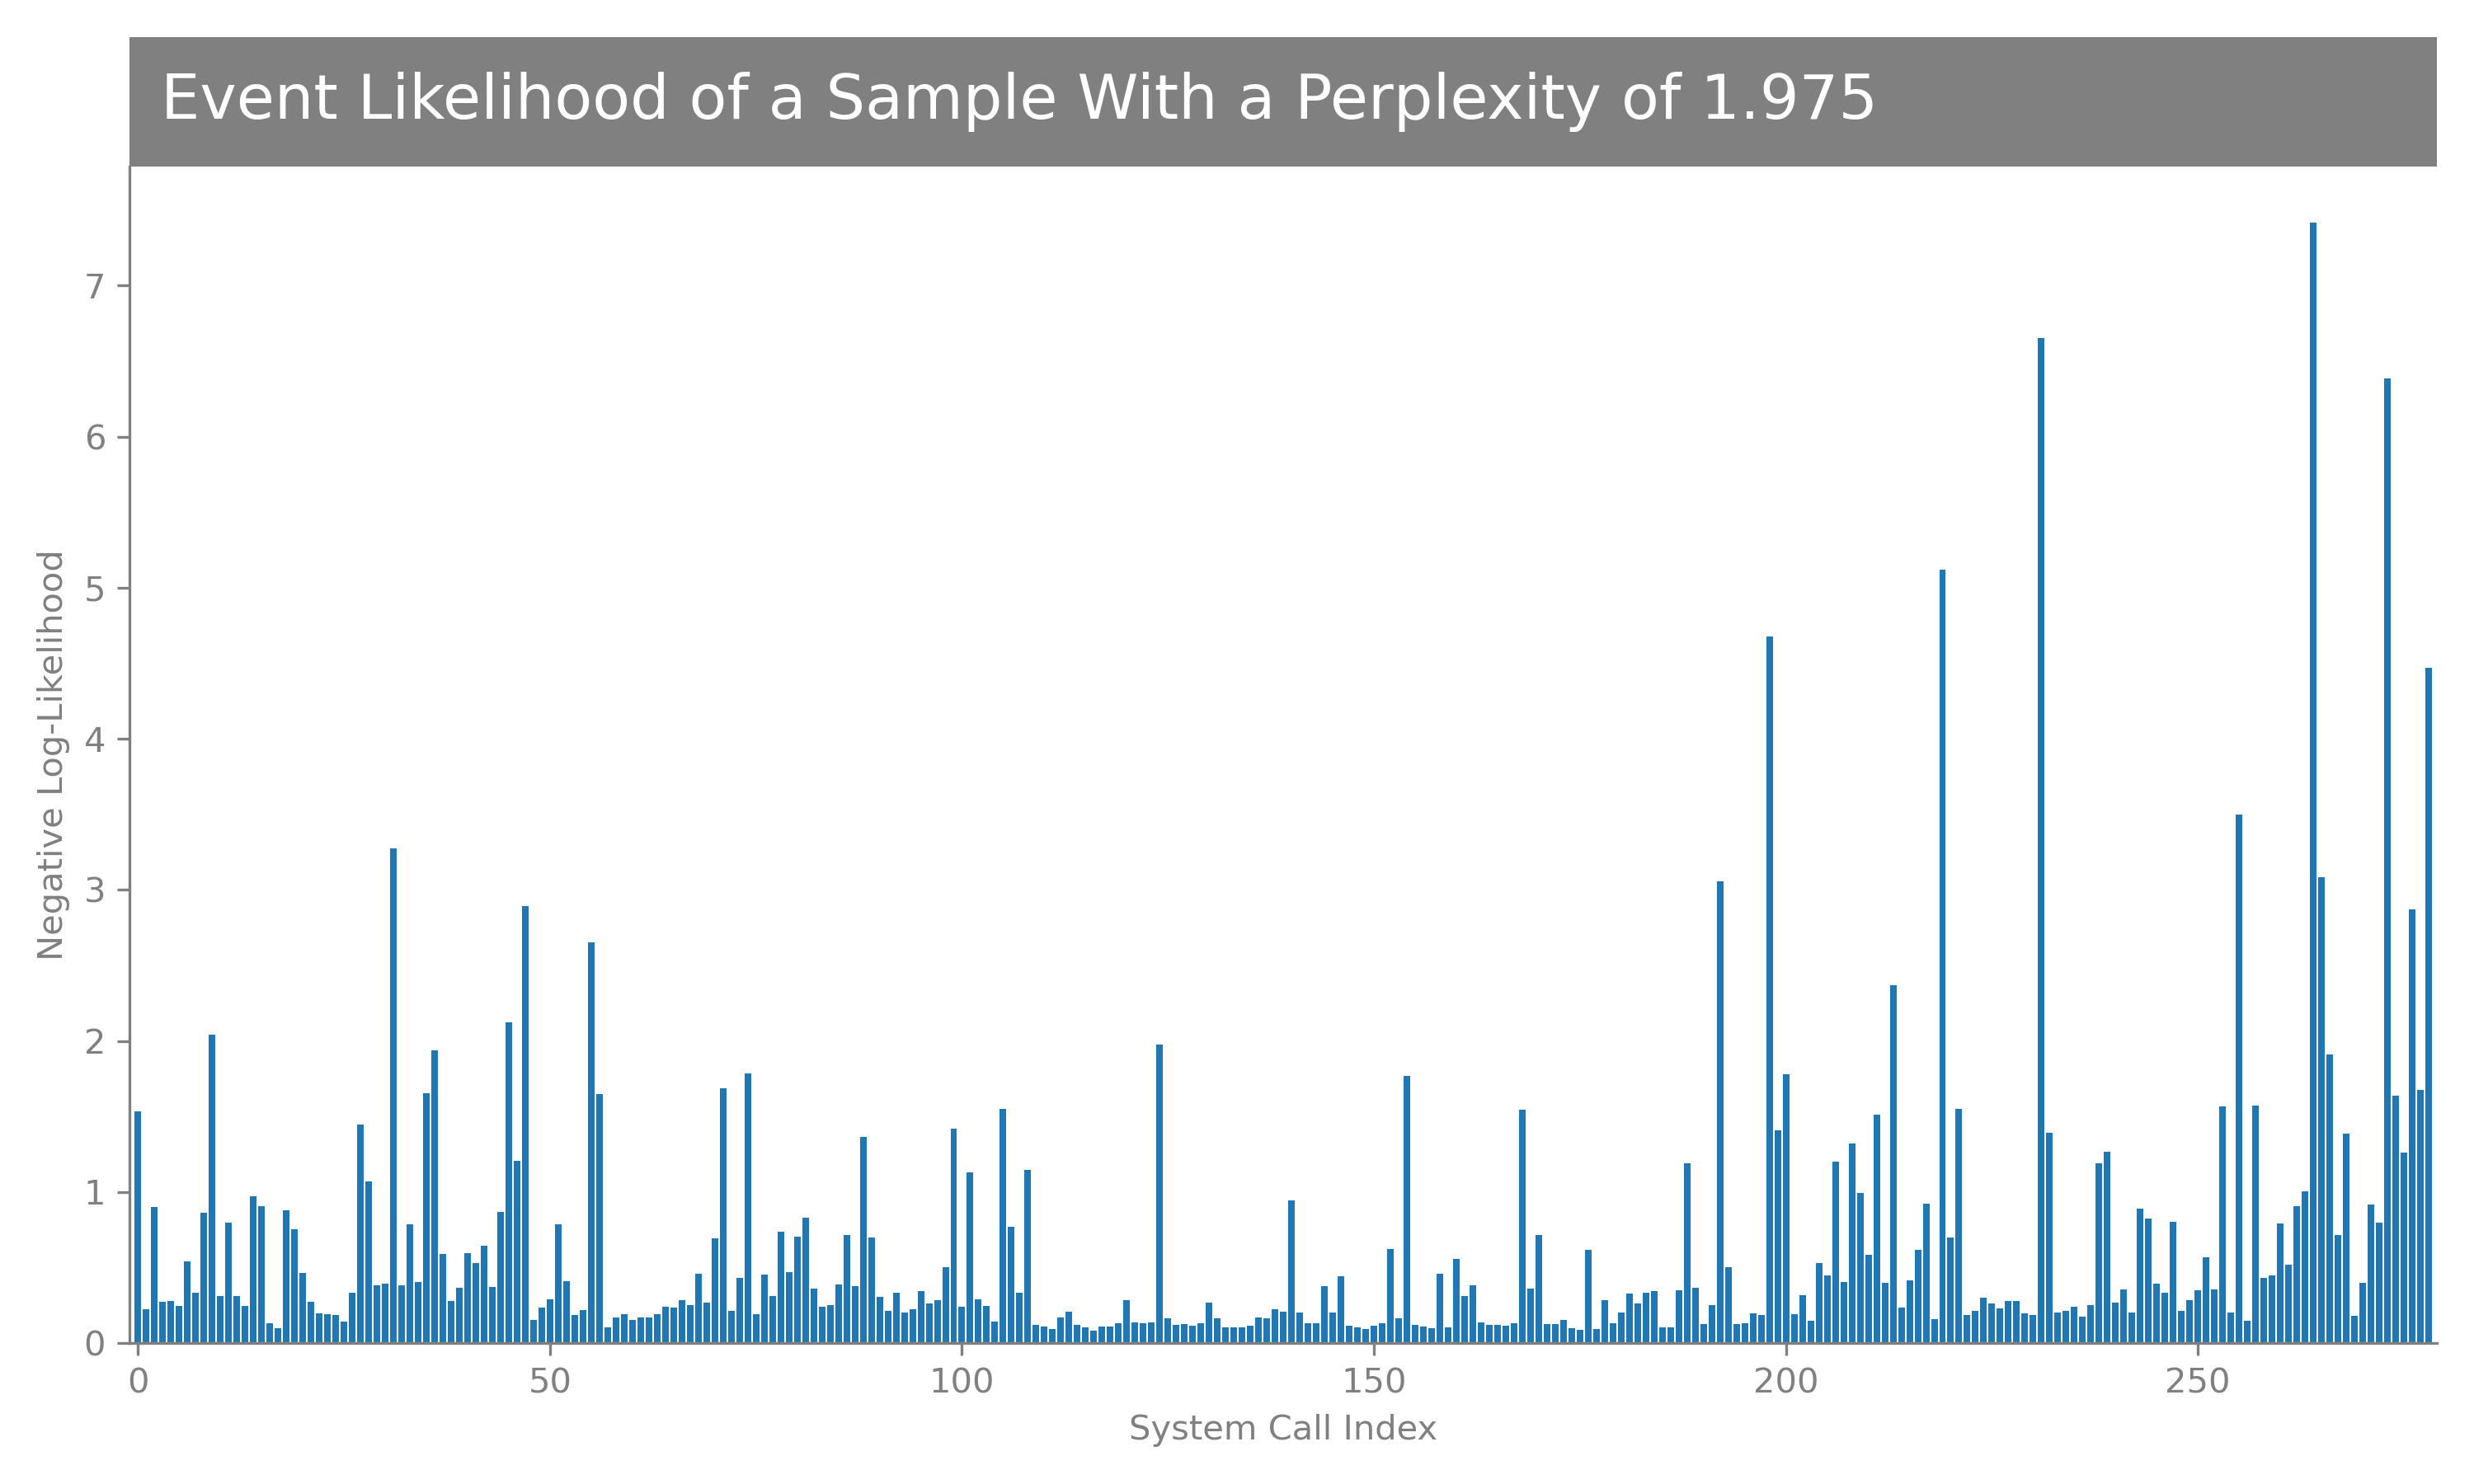 Event Likelihood of a Sample With a Perplexity of 1.975
7
6
5
4
3
2
1
0
Negative Log-Likelihood
0 50 100 150 200 250
System Call Index